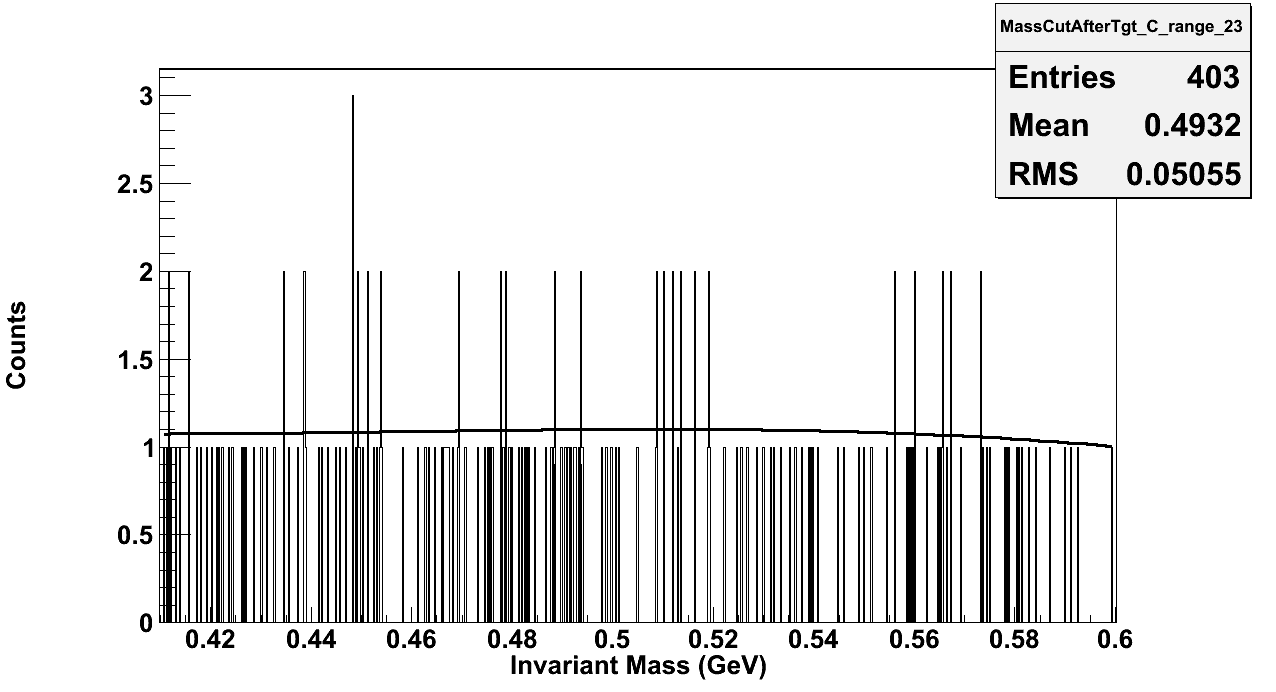 MassCutAfterTgt_C_range_23
Entries 403
Mean 0.4932
RMS 0.05055
3
2.5
2
1.5
1
0.5
0
Counts
0.42 0.44 0.46 0.48 0.5 0.52 0.54 0.56 0.58 0.6
Invariant Mass (GeV)